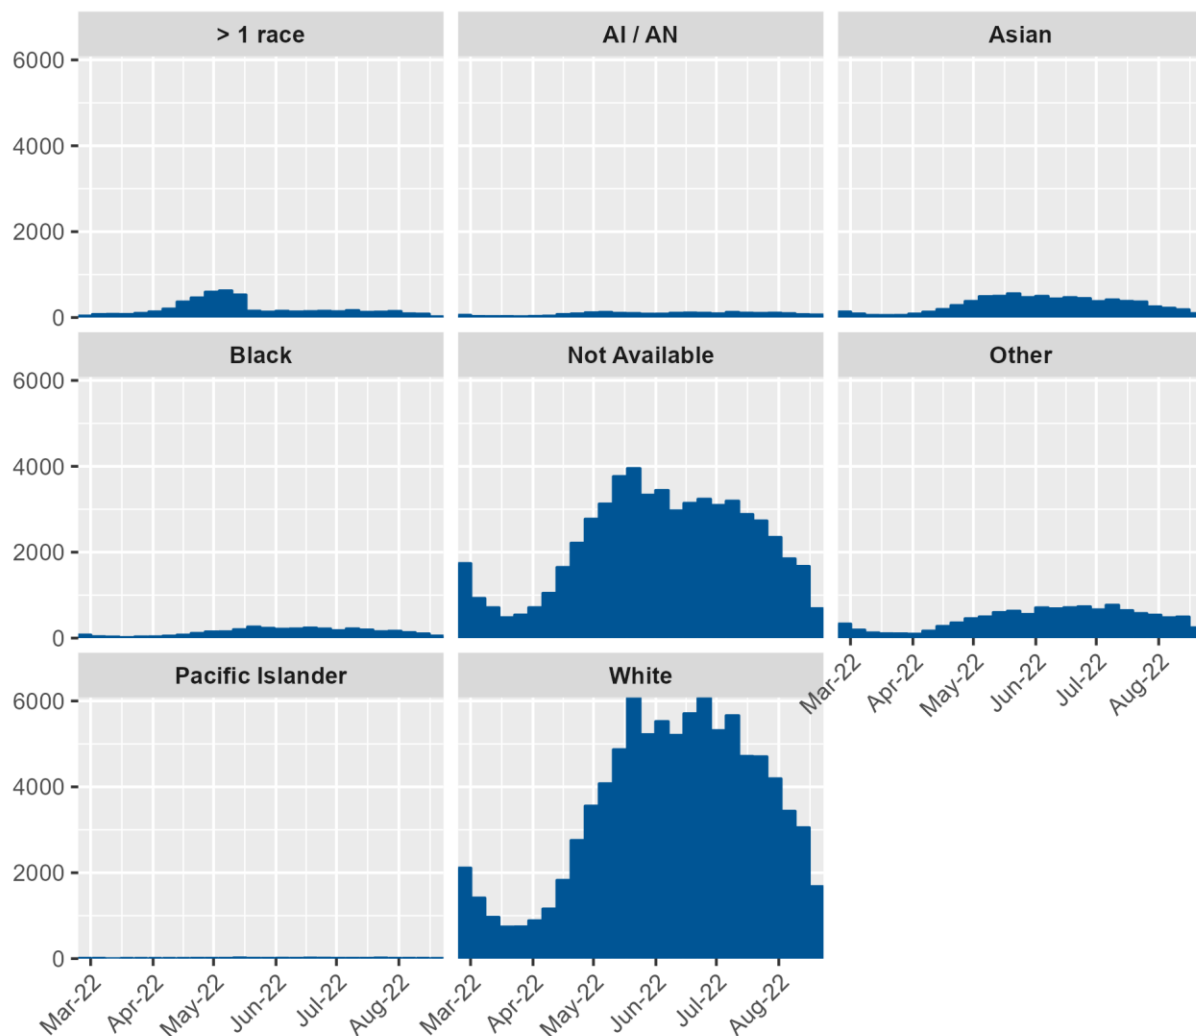 > 1 race AI / AN Asian
6000
4000
2000
0
Black Not Available Other
6000
4000
2000
0
Mar-22 Apr-22 May-22 Jun-22 Jul-22 Aug-22
Pacific Islander White
6000
4000
2000
0
Mar-22 Apr-22 May-22 Jun-22 Jul-22 Aug-22 Mar-22 Apr-22 May-22 Jun-22 Jul-22 Aug-22